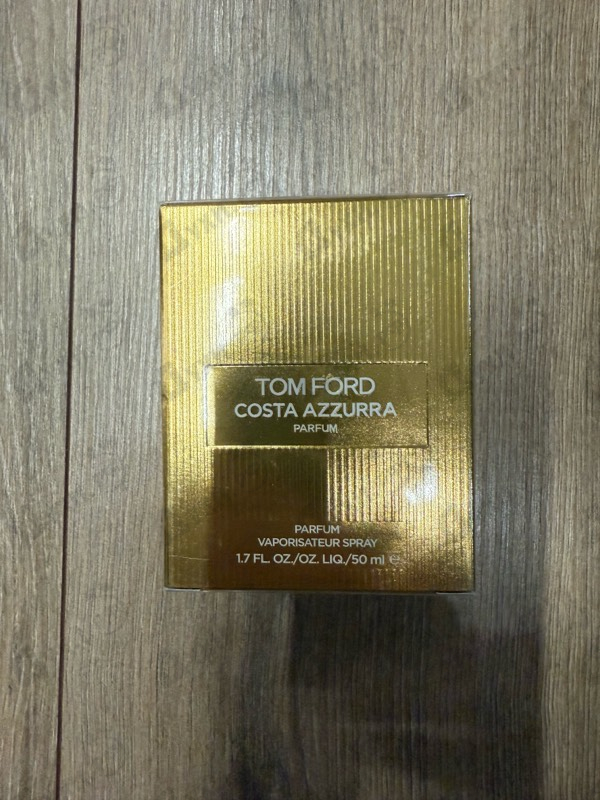 TOM FORD
COSTA AZZURRA
PARFUM
PARFUM
VAPORISATEUR SPRAY
1.7 FL. OZ./OZ. LIQ./50 ml ℮